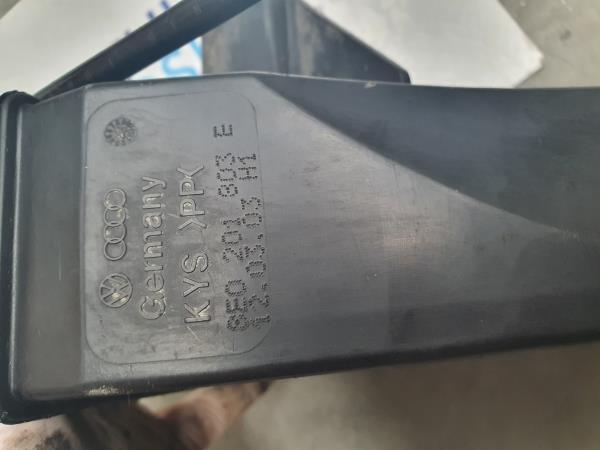 Germany
KYS >PP<
8E0 201 803 E
12.03.03 H1